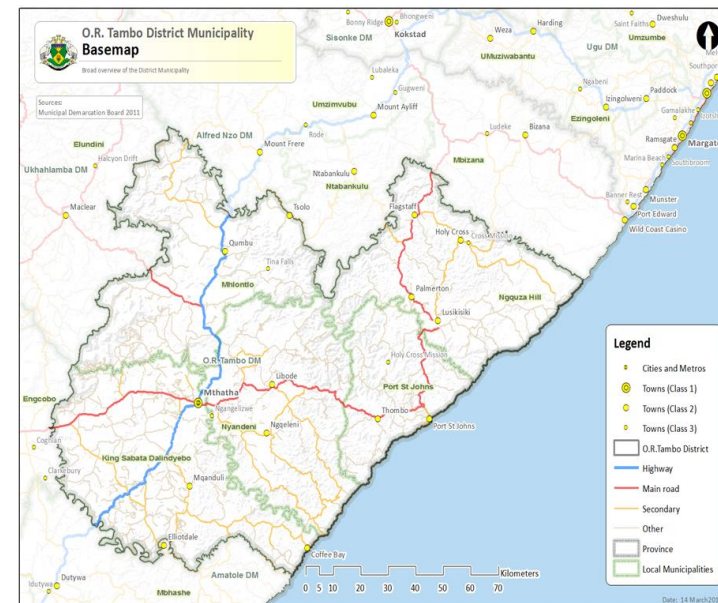 O.R. Tambo District Municipality
Basemap
Broad overview of the District Municipality
Sources:
Municipal Demarcation Board 2011
Bonny Ridge
Bhongweni
Kokstad
Sisonke DM
Weza
Harding
Saint Faiths
Dweshulu
UMuziwabantu
Ugu DM
Umzumbe
Lubaleka
Gugweni
Ngabeni
Paddock
Southport
Izingolweni
Umzimvubu
Mount Ayliff
Gamalakhe
Ezingoleni
Rode
Alfred Nzo DM
Ludeke
Bizana
Ramsgate
Margate
Elundini
Mount Frere
Mbizana
Marina Beach
Southbroom
Halcyon Drift
Ukhahlamba DM
Ntabankulu
Ntabankulu
Banner Rest
Munster
Maclear
Tsolo
Flagstaff
Port Edward
Wild Coast Casino
Holy Cross
Cross Mission
Qumbu
Tina Falls
Mhlontlo
Palmerton
Ngquza Hill
Lusikisiki
O.R.Tambo DM
Holy Cross Mission
Libode
Port St Johns
Mthatha
Engcobo
Ngangelizwe
Thombo
Port St Johns
Nyandeni
Ngqeleni
Coghlan
King Sabata Dalindyebo
Clarkebury
Mqanduli
Elliotdale
Coffee Bay
Idutywa
Dutywa
Amatole DM
Mbhashe
Kilometers
0 5 10 20 30 40 50 60 70
Legend
Cities and Metros
Towns (Class 1)
Towns (Class 2)
Towns (Class 3)
O.R.Tambo District
Highway
Main road
Secondary
Other
Province
Local Municipalities